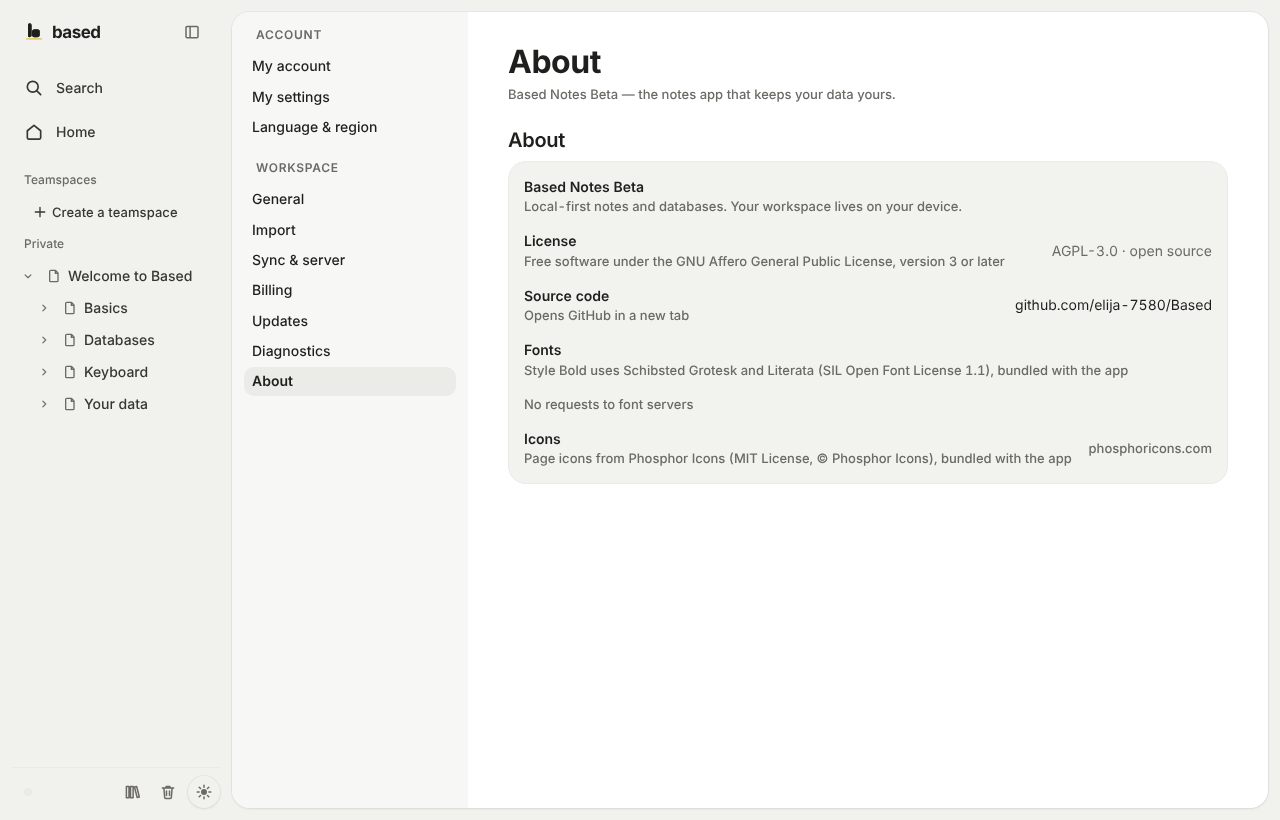 based
Search
Home
Teamspaces
Create a teamspace
Private
Welcome to Based
Basics
Databases
Keyboard
Your data
ACCOUNT
My account
My settings
Language & region
WORKSPACE
General
Import
Sync & server
Billing
Updates
Diagnostics
About
About
Based Notes Beta — the notes app that keeps your data yours.
About
Based Notes Beta
Local-first notes and databases. Your workspace lives on your device.
License
Free software under the GNU Affero General Public License, version 3 or later
AGPL-3.0 · open source
Source code
Opens GitHub in a new tab
github.com/elija-7580/Based
Fonts
Style Bold uses Schibsted Grotesk and Literata (SIL Open Font License 1.1), bundled with the app
No requests to font servers
Icons
Page icons from Phosphor Icons (MIT License, © Phosphor Icons), bundled with the app
phosphoricons.com